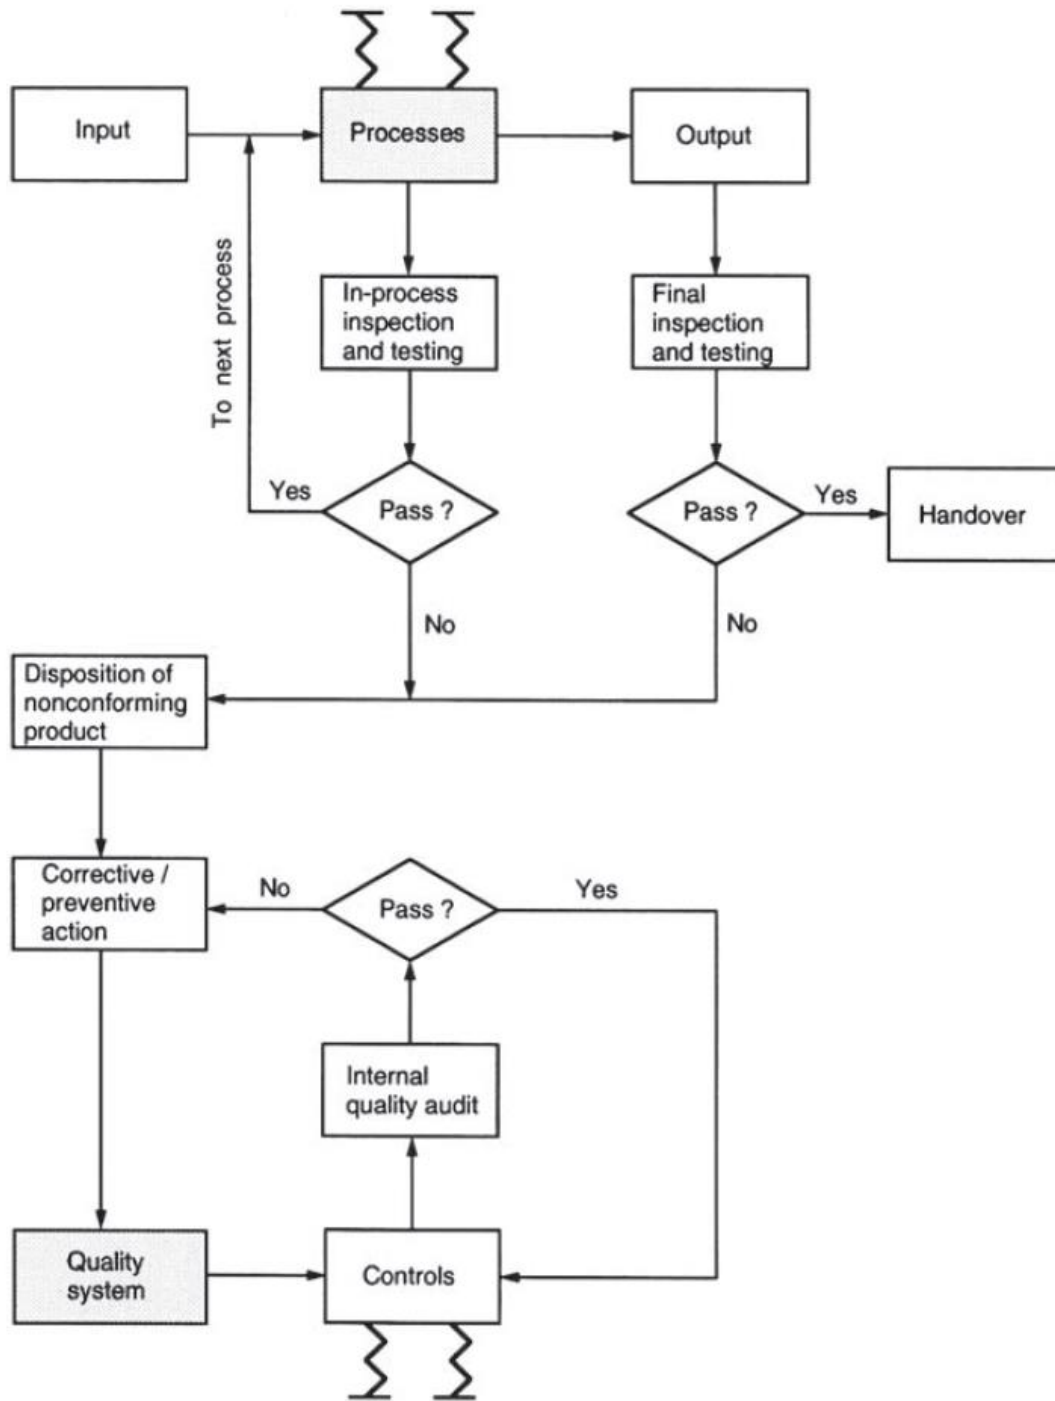 Input
Processes
Output
To next process
In-process
inspection
and testing
Final
inspection
and testing
Yes
Pass ?
Pass ?
Yes
Handover
No
No
Disposition of
nonconforming
product
Corrective /
preventive
action
No
Pass ?
Yes
Internal
quality audit
Quality
system
Controls